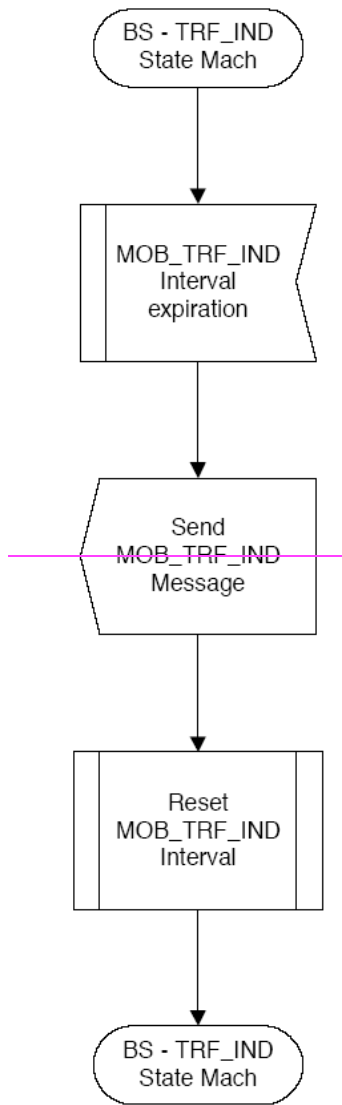 BS - TRF_IND
State Mach
MOB_TRF_IND
Interval
expiration
Send
MOB_TRF_IND
Message
Reset
MOB_TRF_IND
Interval
BS - TRF_IND
State Mach